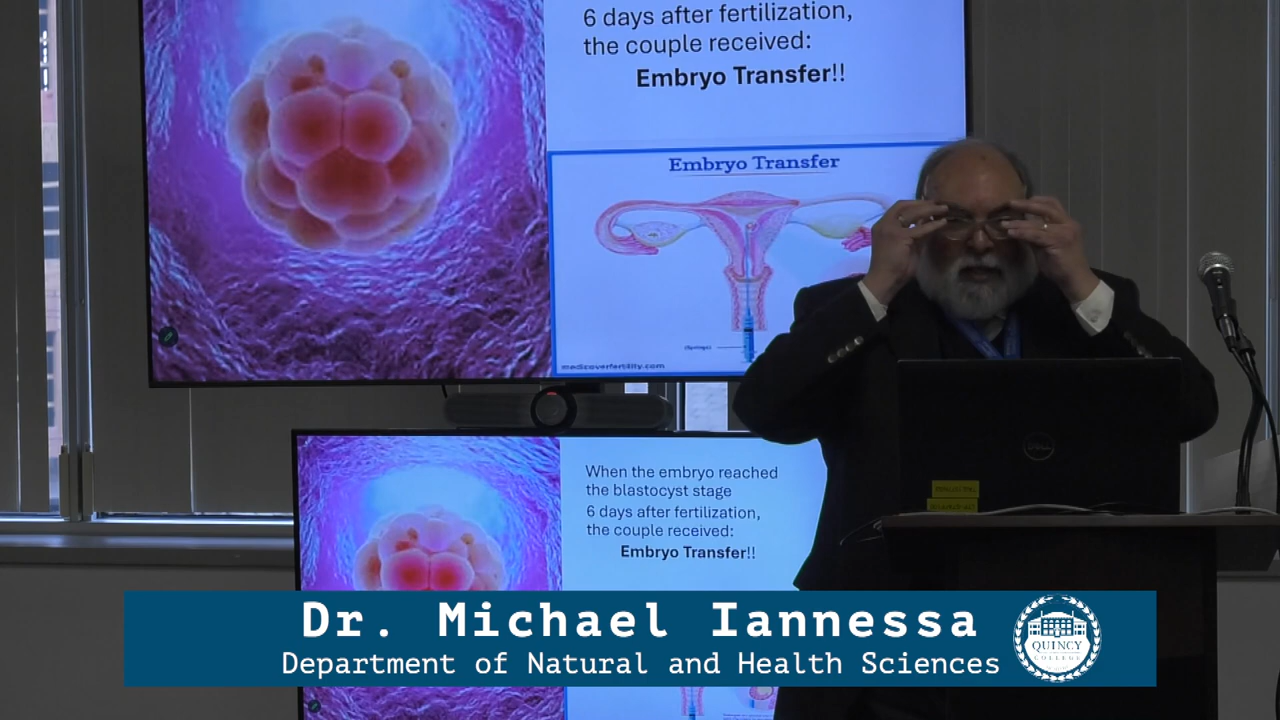 6 days after fertilization,
the couple received:
Embryo Transfer!!
Embryo Transfer
(Syringe)
medicoverfertility.com
When the embryo reached
the blastocyst stage
6 days after fertilization,
the couple received:
Embryo Transfer!!
DELL
Dr. Michael Iannessa
Department of Natural and Health Sciences
QUINCY
COLLEGE